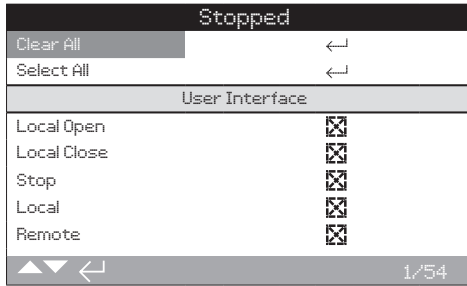 Stopped
Clear All
Select All
User Interface
Local Open
Local Close
Stop
Local
Remote
1/54